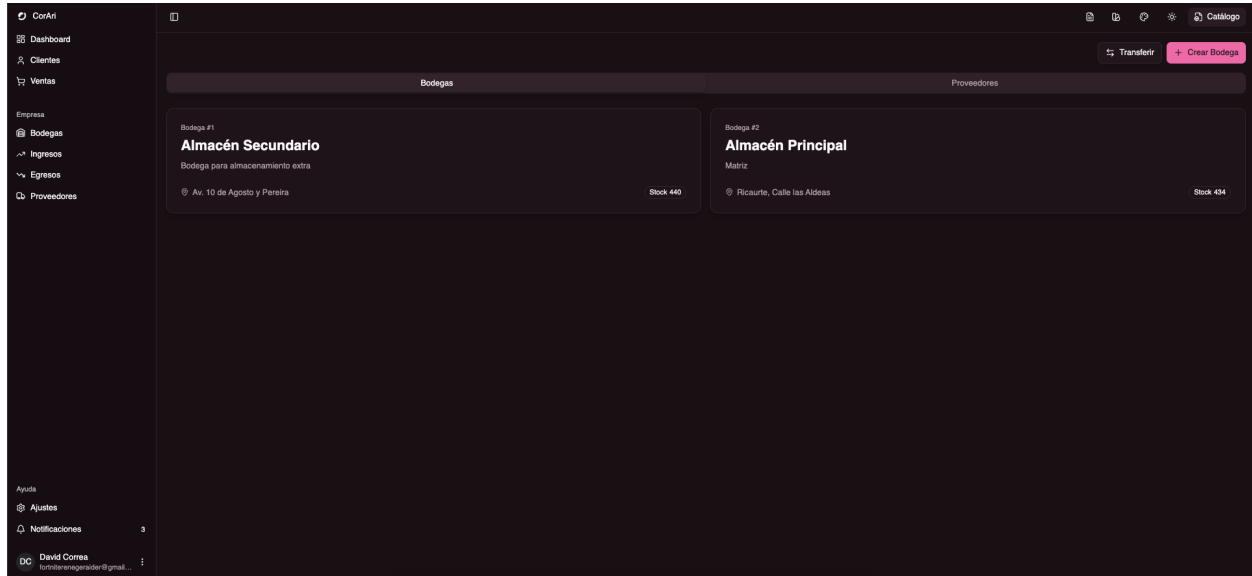 CorAri
Catálogo
Dashboard
Clientes
Ventas
Empresa
Bodegas
Ingresos
Egresos
Proveedores
Transferir
+ Crear Bodega
Bodegas
Proveedores
Bodega #1
Almacén Secundario
Bodega para almacenamiento extra
Av. 10 de Agosto y Pereira
Stock 440
Bodega #2
Almacén Principal
Matriz
Ricaurte, Calle las Aldeas
Stock 434
Ayuda
Ajustes
Notificaciones 3
DC
David Correa
fortniterenegeraider@gmail...